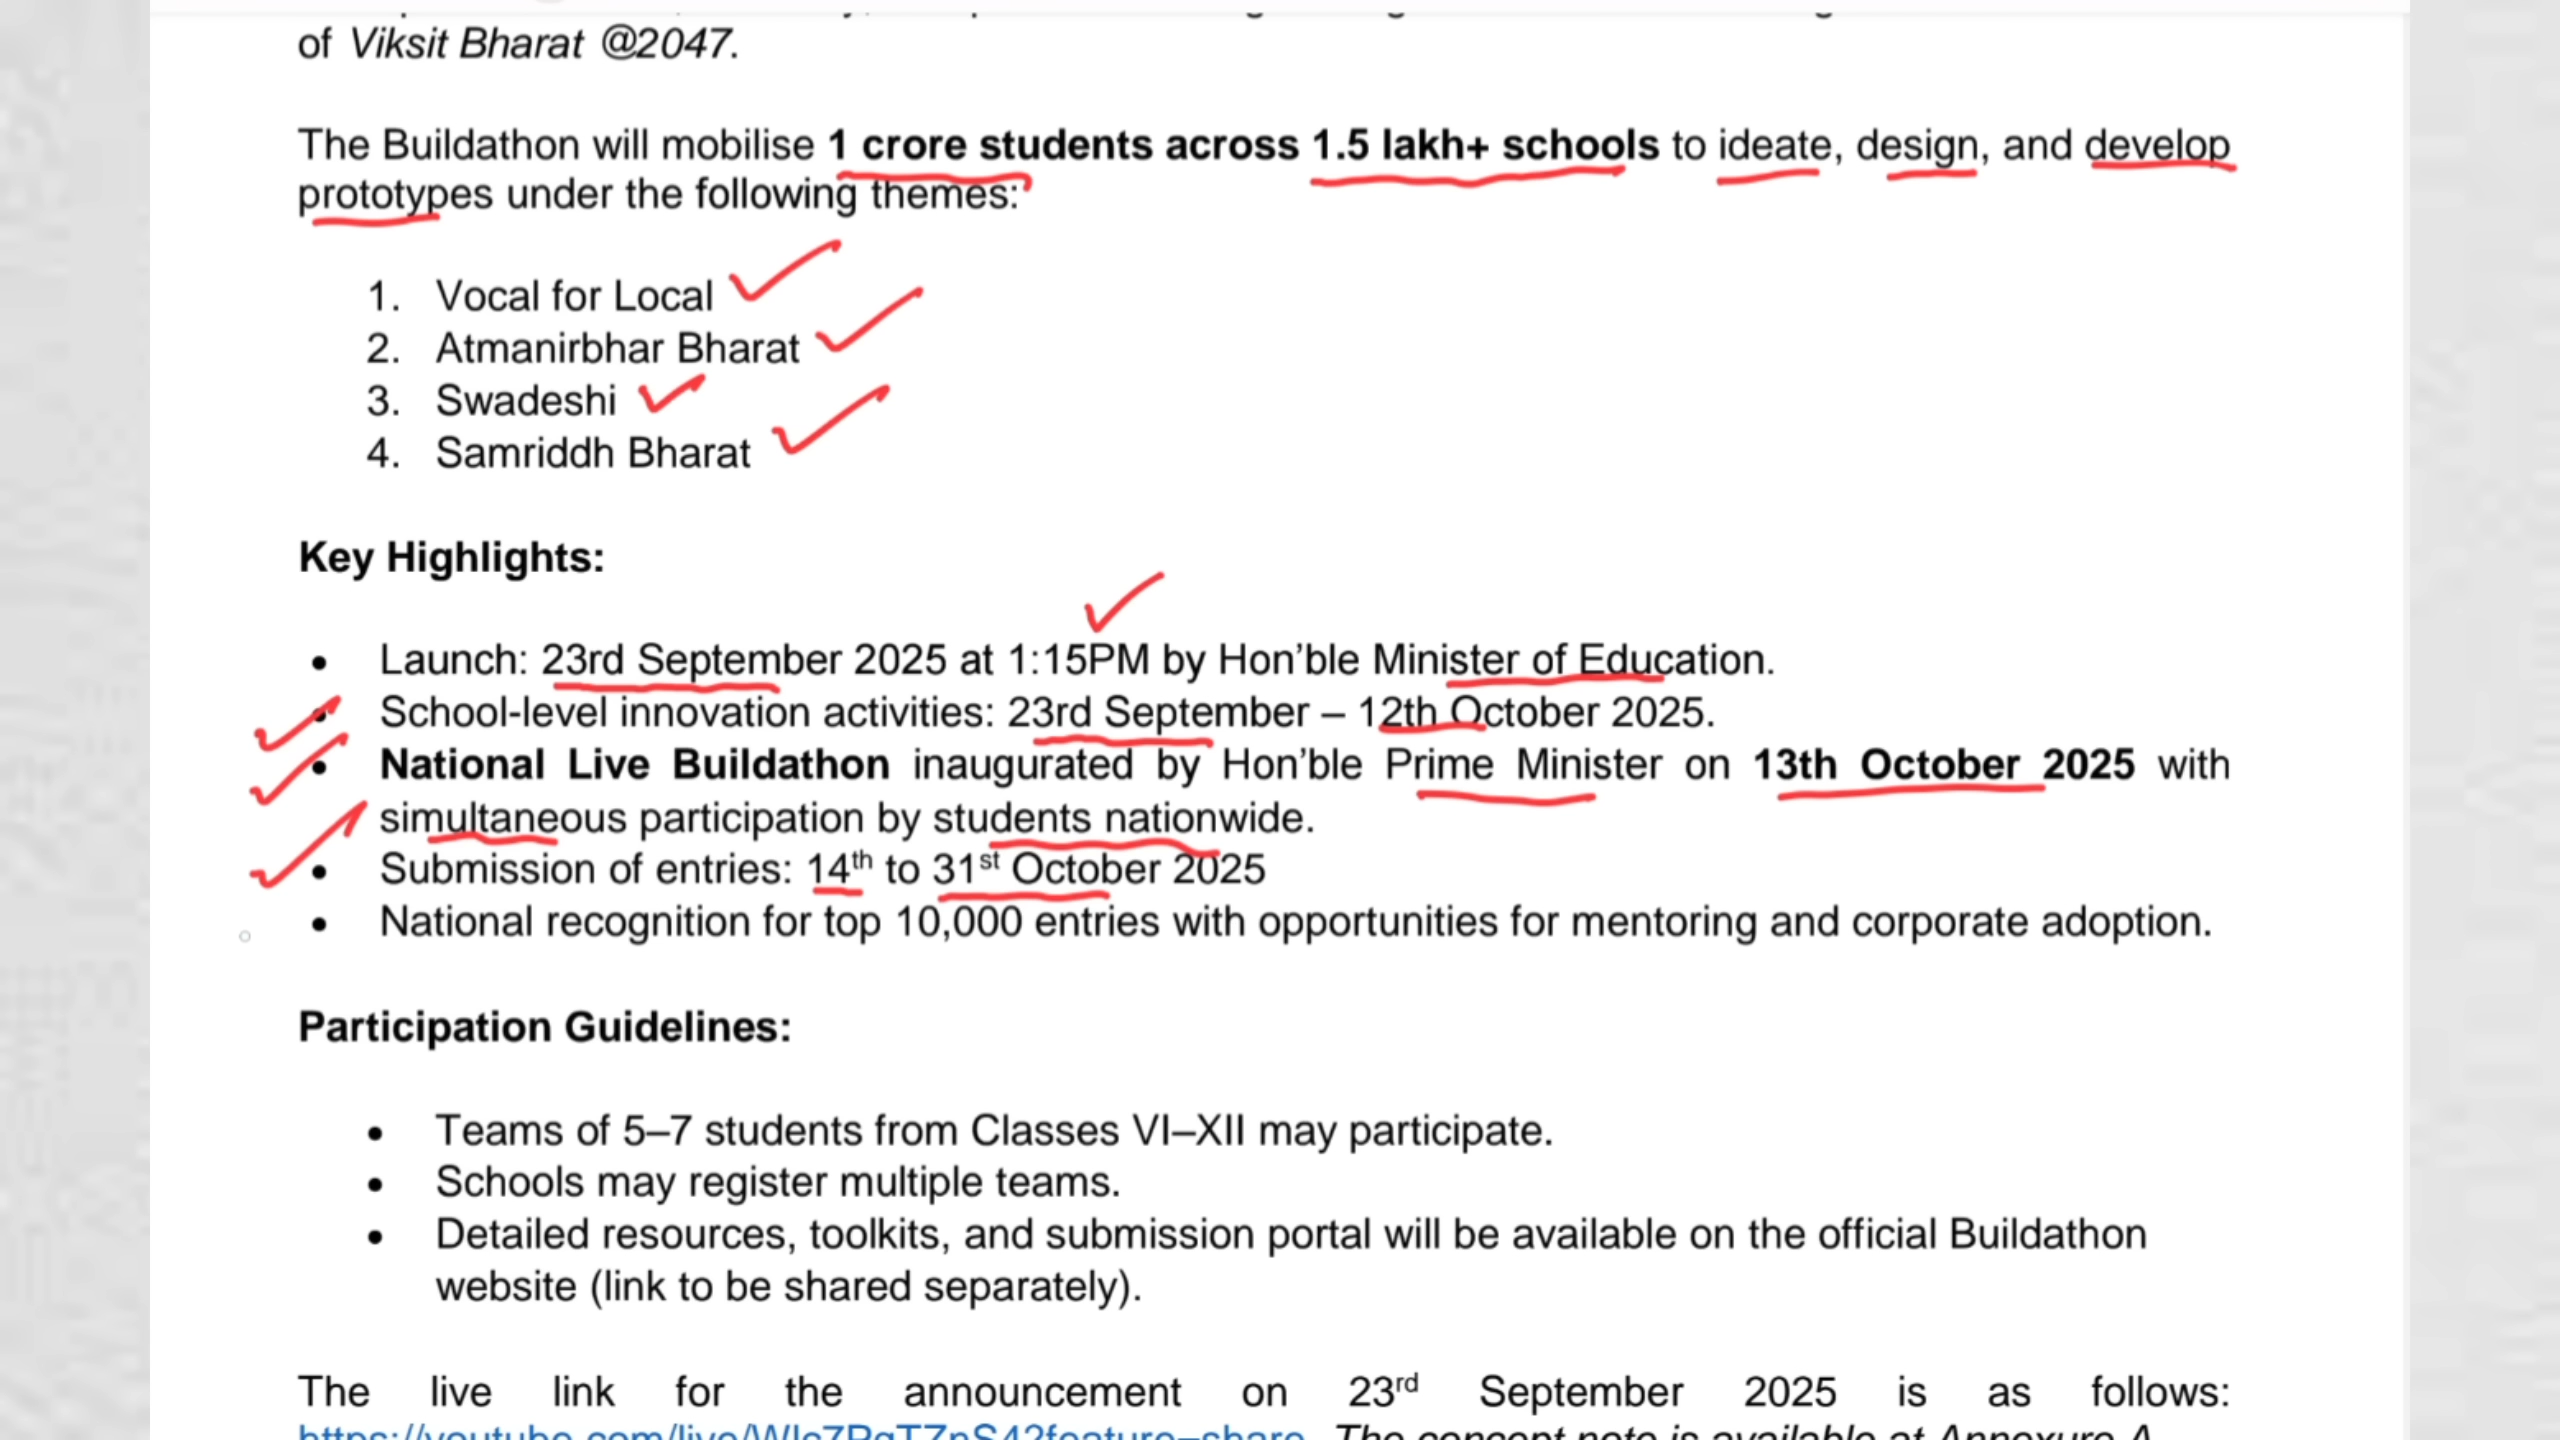 of Viksit Bharat @2047.
The Buildathon will mobilise 1 crore students across 1.5 lakh+ schools to ideate, design, and develop
prototypes under the following themes:
1. Vocal for Local
2. Atmanirbhar Bharat
3. Swadeshi
4. Samriddh Bharat
Key Highlights:
• Launch: 23rd September 2025 at 1:15PM by Hon’ble Minister of Education.
• School-level innovation activities: 23rd September – 12th October 2025.
• National Live Buildathon inaugurated by Hon’ble Prime Minister on 13th October 2025 with
simultaneous participation by students nationwide.
• Submission of entries: 14th to 31st October 2025
• National recognition for top 10,000 entries with opportunities for mentoring and corporate adoption.
Participation Guidelines:
• Teams of 5–7 students from Classes VI–XII may participate.
• Schools may register multiple teams.
• Detailed resources, toolkits, and submission portal will be available on the official Buildathon
website (link to be shared separately).
The live link for the announcement on 23rd September 2025 is as follows:
The concept note is available at Annexure A